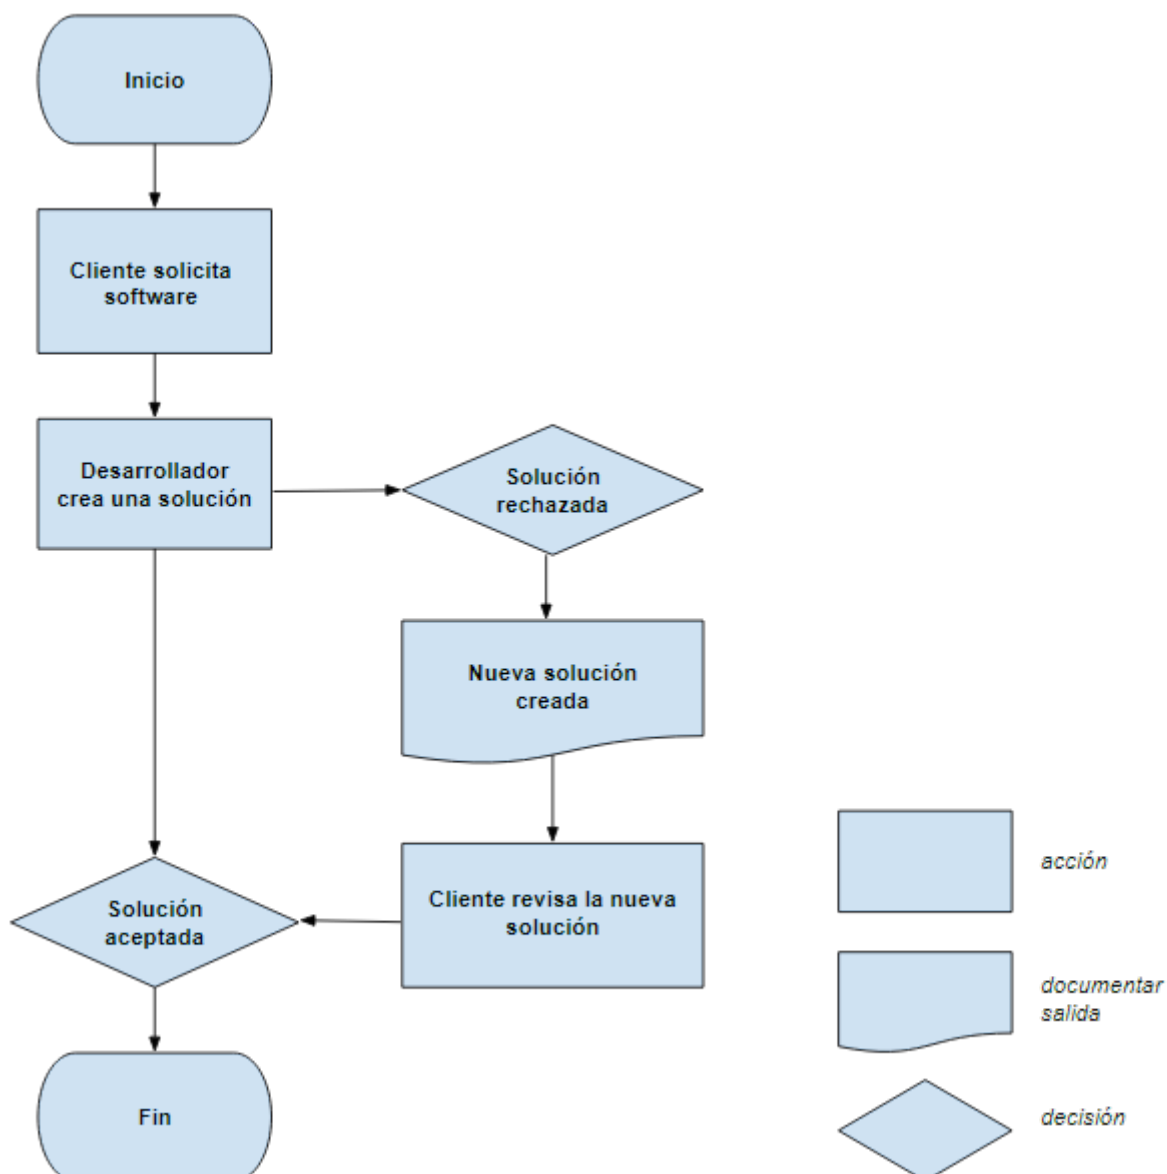 Inicio
Cliente solicita
software
Desarrollador
crea una solución
Solución
rechazada
Nueva solución
creada
Cliente revisa la nueva
solución
Solución
aceptada
Fin
acción
documentar
salida
decisión